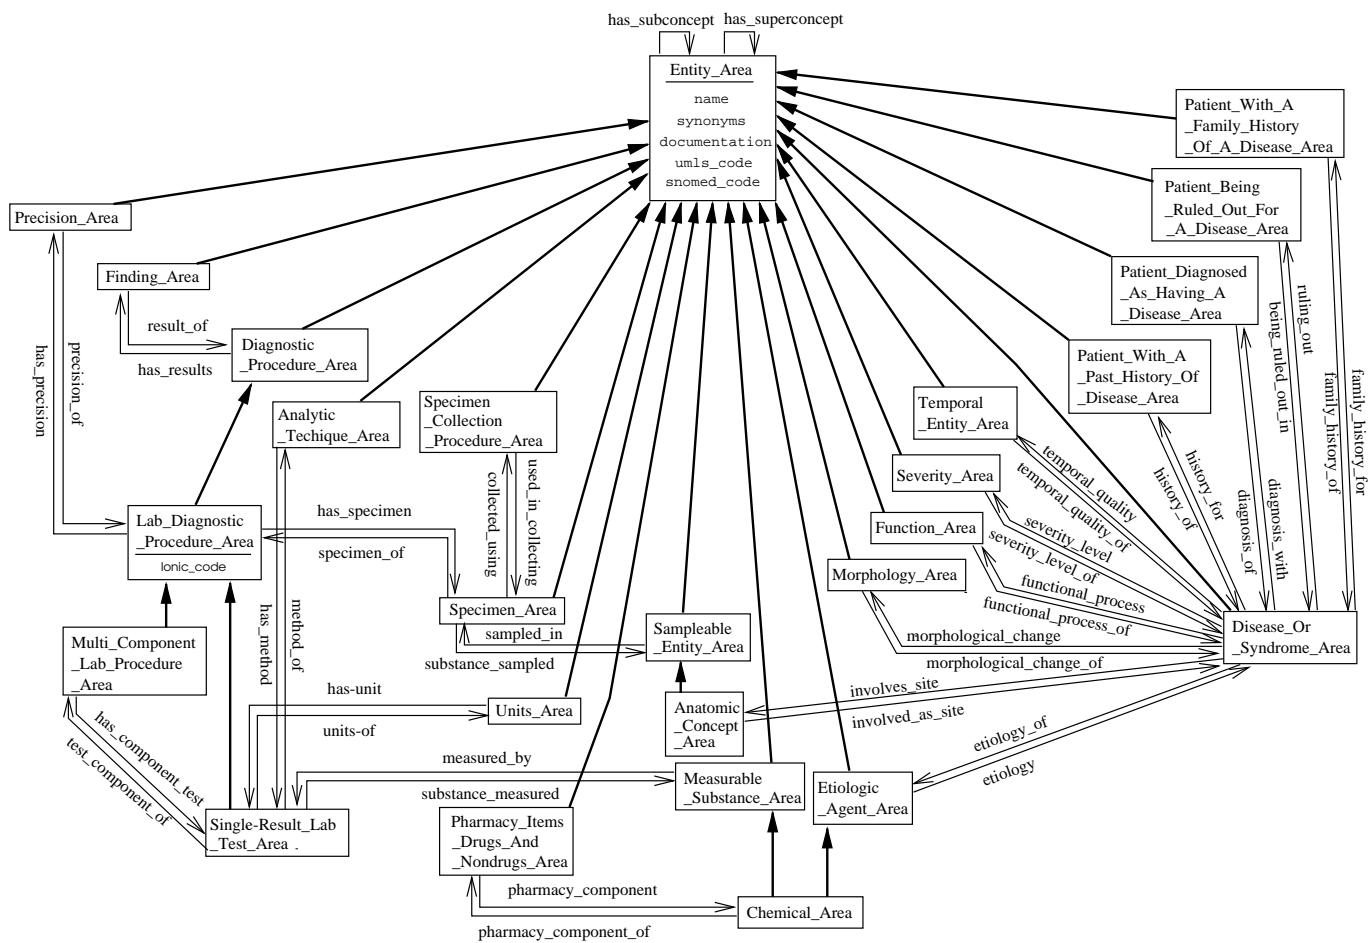 has_subconcept
has_superconcept
Entity_Area
name
synonyms
documentation
umls_code
snomed_code
Patient_With_A
_Family_History
_Of_A_Disease_Area
Patient_Being
_Ruled_Out_For
_A_Disease_Area
Patient_Diagnosed
_As_Having_A
_Disease_Area
Patient_With_A
_Past_History_Of
_Disease_Area
Precision_Area
Finding_Area
result_of
has_results
Diagnostic
_Procedure_Area
has_precision
precision_of
Analytic
_Techique_Area
Specimen
_Collection
_Procedure_Area
Temporal
_Entity_Area
Severity_Area
Function_Area
Morphology_Area
temporal_quality
temporal_quality_of
severity_level
severity_level_of
functional_process
functional_process_of
morphological_change
morphological_change_of
history_for
history_of
diagnosis_of
diagnosis_with
being_ruled_out_in
ruling_out
family_history_of
family_history_for
Lab_Diagnostic
_Procedure_Area
lonic_code
has_specimen
specimen_of
collected_using
used_in_collecting
Specimen_Area
sampled_in
substance_sampled
Sampleable
_Entity_Area
Disease_Or
_Syndrome_Area
Multi_Component
_Lab_Procedure
_Area
has_method
method_of
has-unit
units-of
Units_Area
Anatomic
_Concept
_Area
involves_site
involved_as_site
etiology_of
etiology
has_component_test
test_component_of
measured_by
substance_measured
Measurable
_Substance_Area
Etiologic
_Agent_Area
Single-Result_Lab
_Test_Area .
Pharmacy_Items
_Drugs_And
_Nondrugs_Area
pharmacy_component
pharmacy_component_of
Chemical_Area